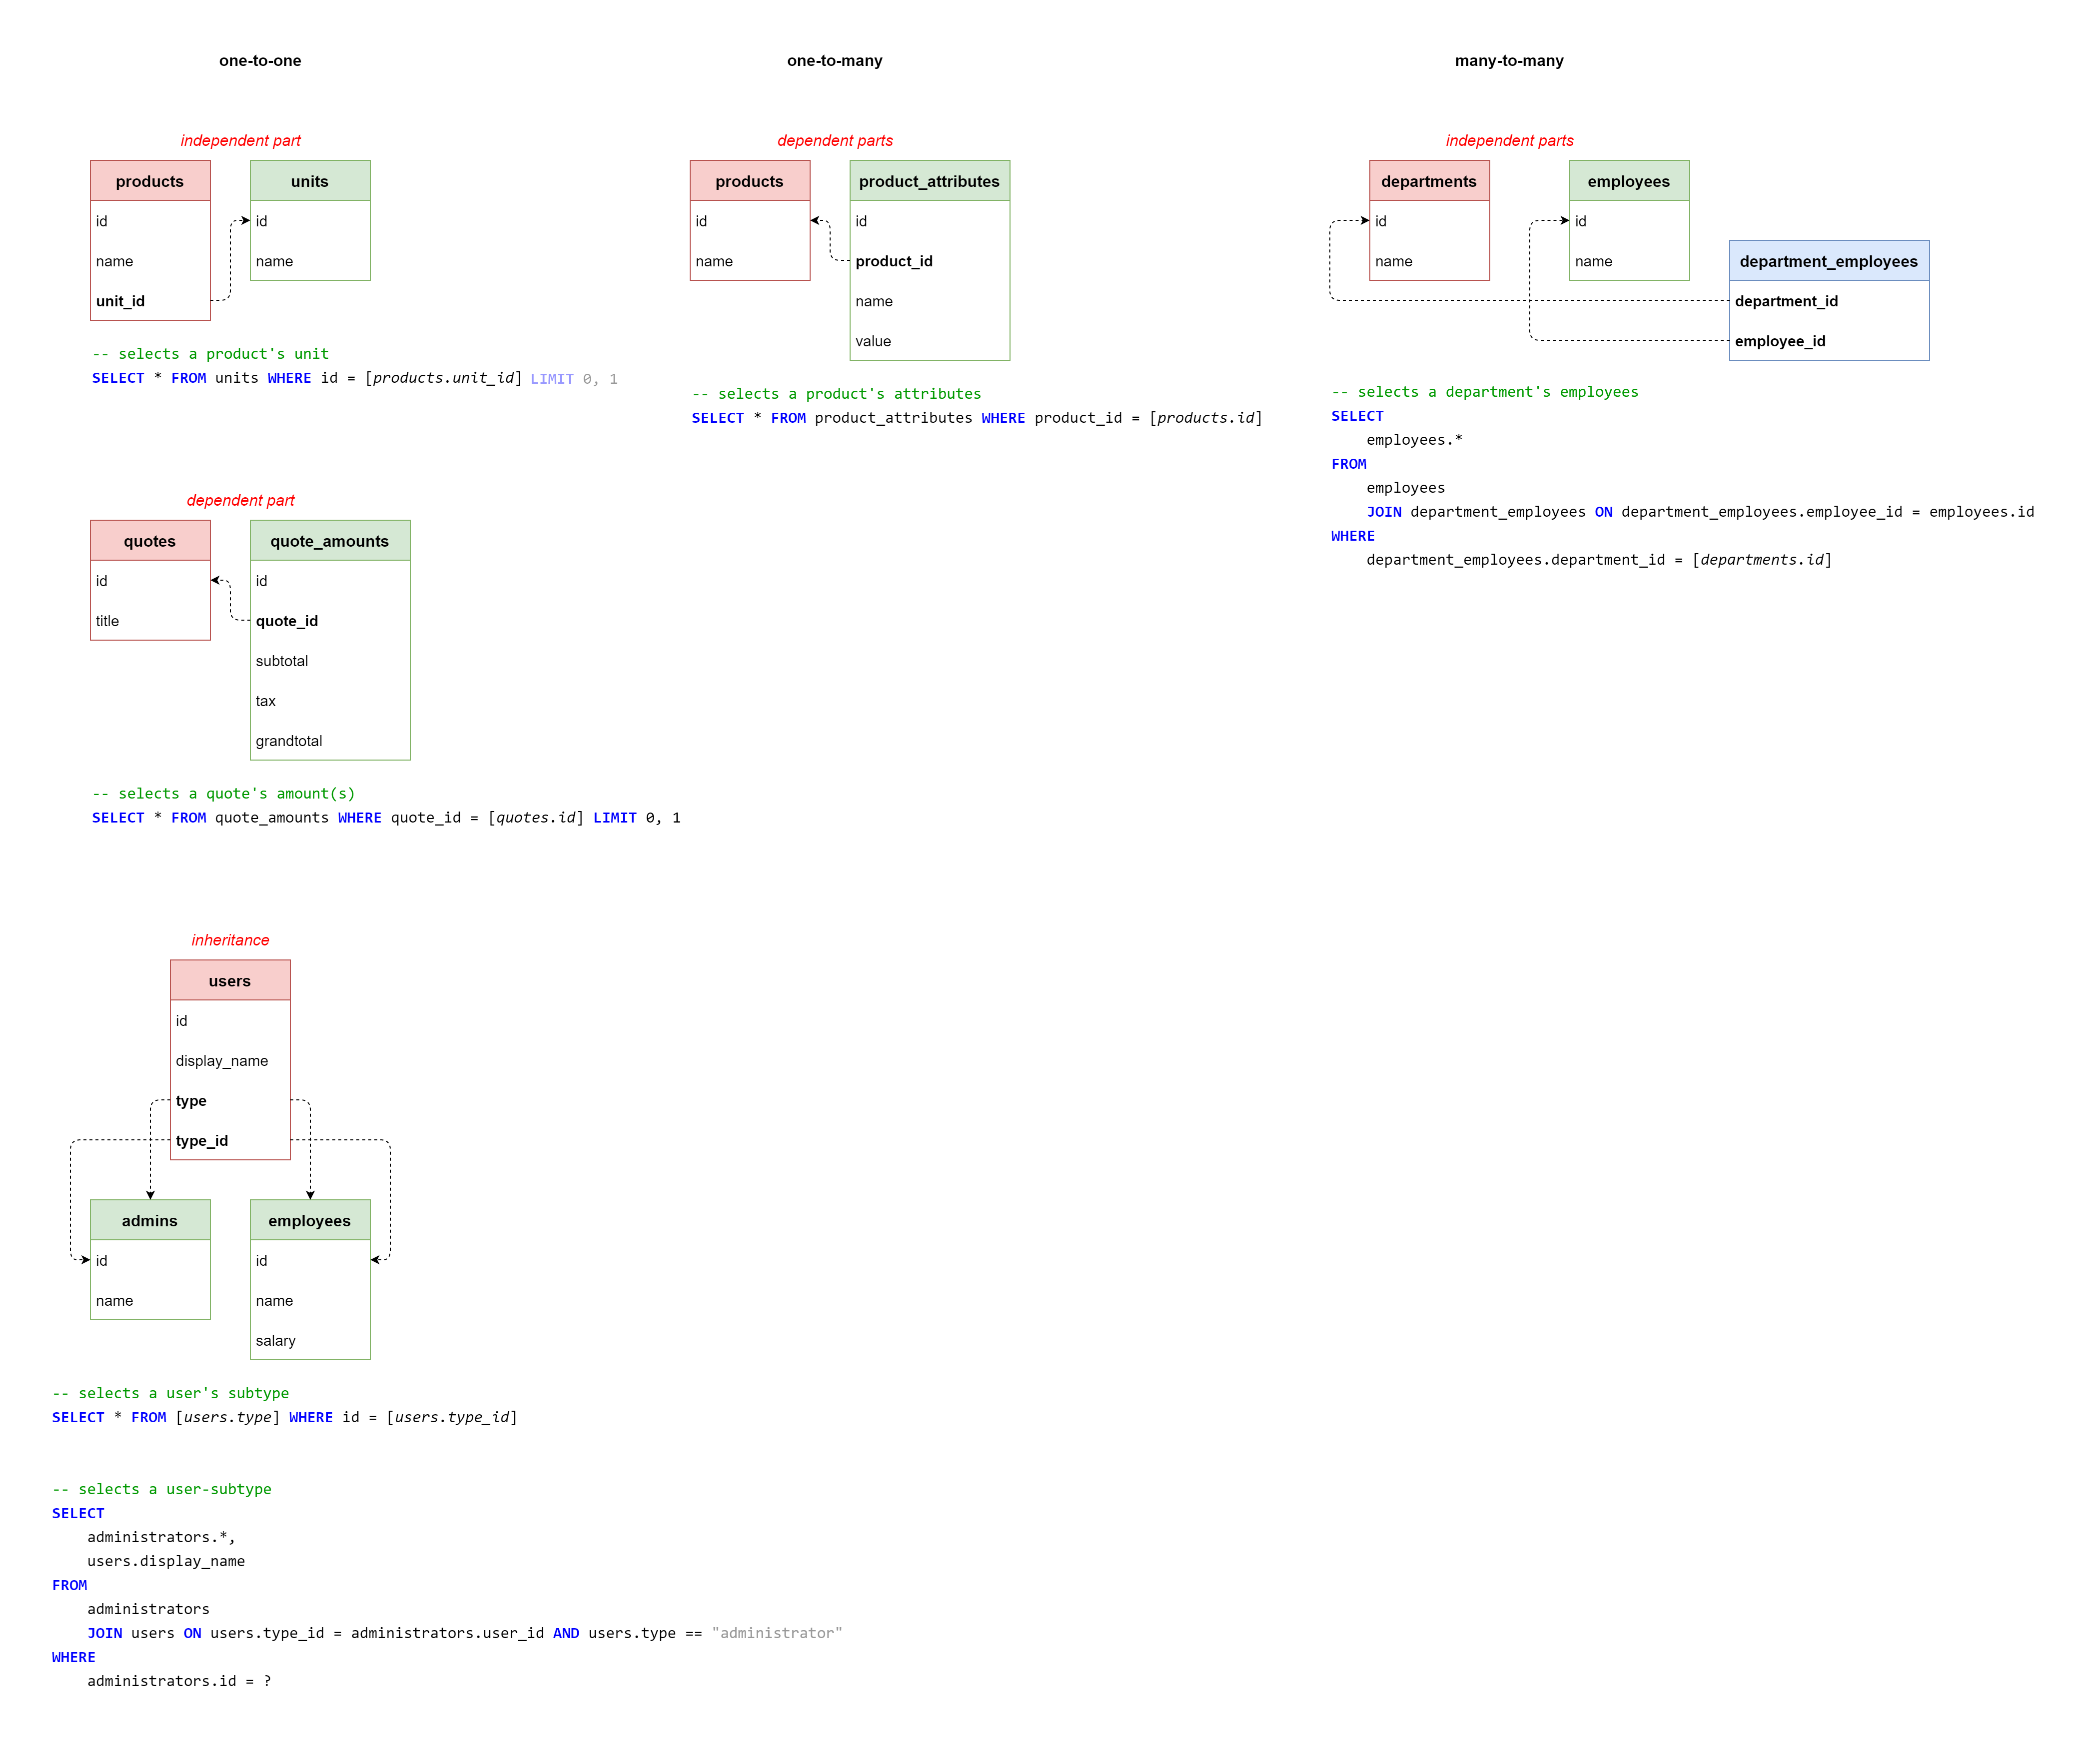 one-to-one
independent part
products
id
name
unit_id
units
id
name
-- selects a product's unit
SELECT * FROM units WHERE id = [products.unit_id] LIMIT 0, 1
dependent part
quotes
id
title
quote_amounts
id
quote_id
subtotal
tax
grandtotal
-- selects a quote's amount(s)
SELECT * FROM quote_amounts WHERE quote_id = [quotes.id] LIMIT 0, 1
inheritance
users
id
display_name
type
type_id
admins
id
name
employees
id
name
salary
-- selects a user's subtype
SELECT * FROM [users.type] WHERE id = [users.type_id]
-- selects a user-subtype
SELECT
administrators.*,
users.display_name
FROM
administrators
JOIN users ON users.type_id = administrators.user_id AND users.type == "administrator"
WHERE
administrators.id = ?
one-to-many
dependent parts
products
id
name
product_attributes
id
product_id
name
value
-- selects a product's attributes
SELECT * FROM product_attributes WHERE product_id = [products.id]
many-to-many
independent parts
departments
id
name
employees
id
name
department_employees
department_id
employee_id
-- selects a department's employees
SELECT
employees.*
FROM
employees
JOIN department_employees ON department_employees.employee_id = employees.id
WHERE
department_employees.department_id = [departments.id]